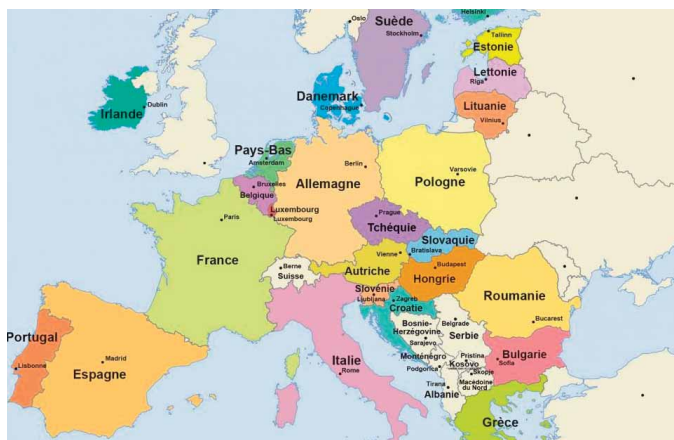 Helsinki
Oslo
Suède
Stockholm
Tallinn
Estonie
Lettonie
Riga
Danemark
Copenhague
Lituanie
Vilnius
Irlande
Dublin
Pays-Bas
Amsterdam
Berlin
Allemagne
Varsovie
Pologne
Bruxelles
Belgique
Luxembourg
Luxembourg
Paris
Prague
Tchéquie
Slovaquie
Bratislava
Vienne
Autriche
Budapest
Hongrie
France
Berne
Suisse
Slovénie
Ljubljana
Zagreb
Croatie
Roumanie
Bucarest
Bosnie-
Herzégovine
Sarajevo
Belgrade
Serbie
Portugal
Lisbonne
Madrid
Espagne
Italie
Rome
Monténégro
Podgorica
Pristina
Kosovo
Skopje
Macédoine
du Nord
Bulgarie
Sofia
Tirana
Albanie
Grèce